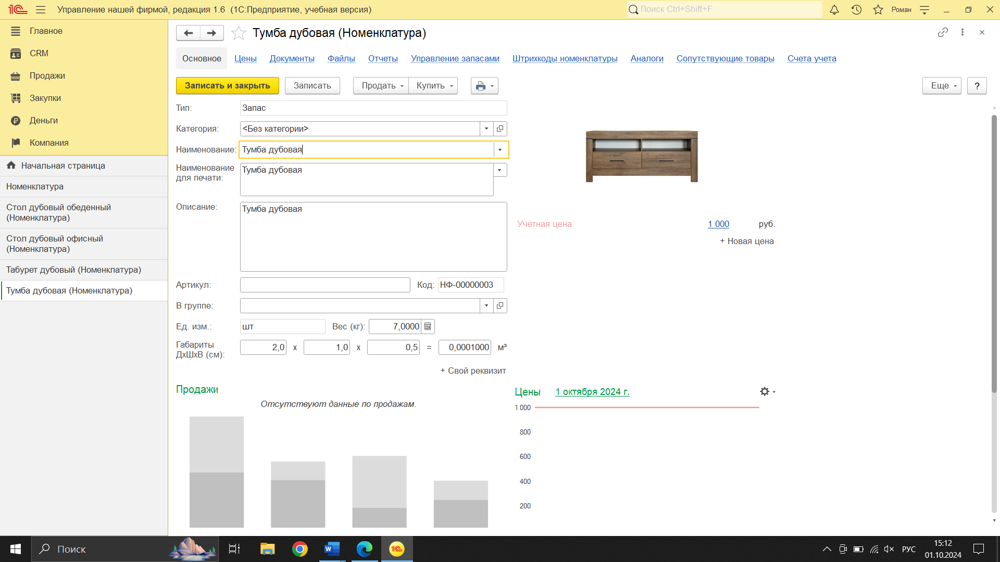 1С Управление нашей фирмой, редакция 1.6 (1С:Предприятие, учебная версия)
Поиск Ctrl+Shift+F
Роман
Главное
CRM
Продажи
Закупки
Деньги
Компания
Начальная страница
Номенклатура
Стол дубовый обеденный
(Номенклатура)
Стол дубовый офисный
(Номенклатура)
Табурет дубовый (Номенклатура)
Тумба дубовая (Номенклатура)
Тумба дубовая (Номенклатура)
Основное Цены Документы Файлы Отчеты Управление запасами Штрихкоды номенклатуры Аналоги Сопутствующие товары Счета учета
Записать и закрыть Записать Продать Купить Еще ?
Тип: Запас
Категория: <Без категории>
Наименование: Тумба дубовая
Наименование
для печати:
Тумба дубовая
Описание: Тумба дубовая
Учетная цена 1 000 руб.
+ Новая цена
Артикул: Код: НФ-00000003
В группе:
Ед. изм.: шт Вес (кг): 7,0000
Габариты
ДхШхВ (см):
2,0 х 1,0 х 0,5 = 0,0001000 м³
+ Свой реквизит
Продажи
Отсутствуют данные по продажам.
Цены 1 октября 2024 г.
1 000
800
600
400
200
Поиск
W
1С
РУС
15:12
01.10.2024